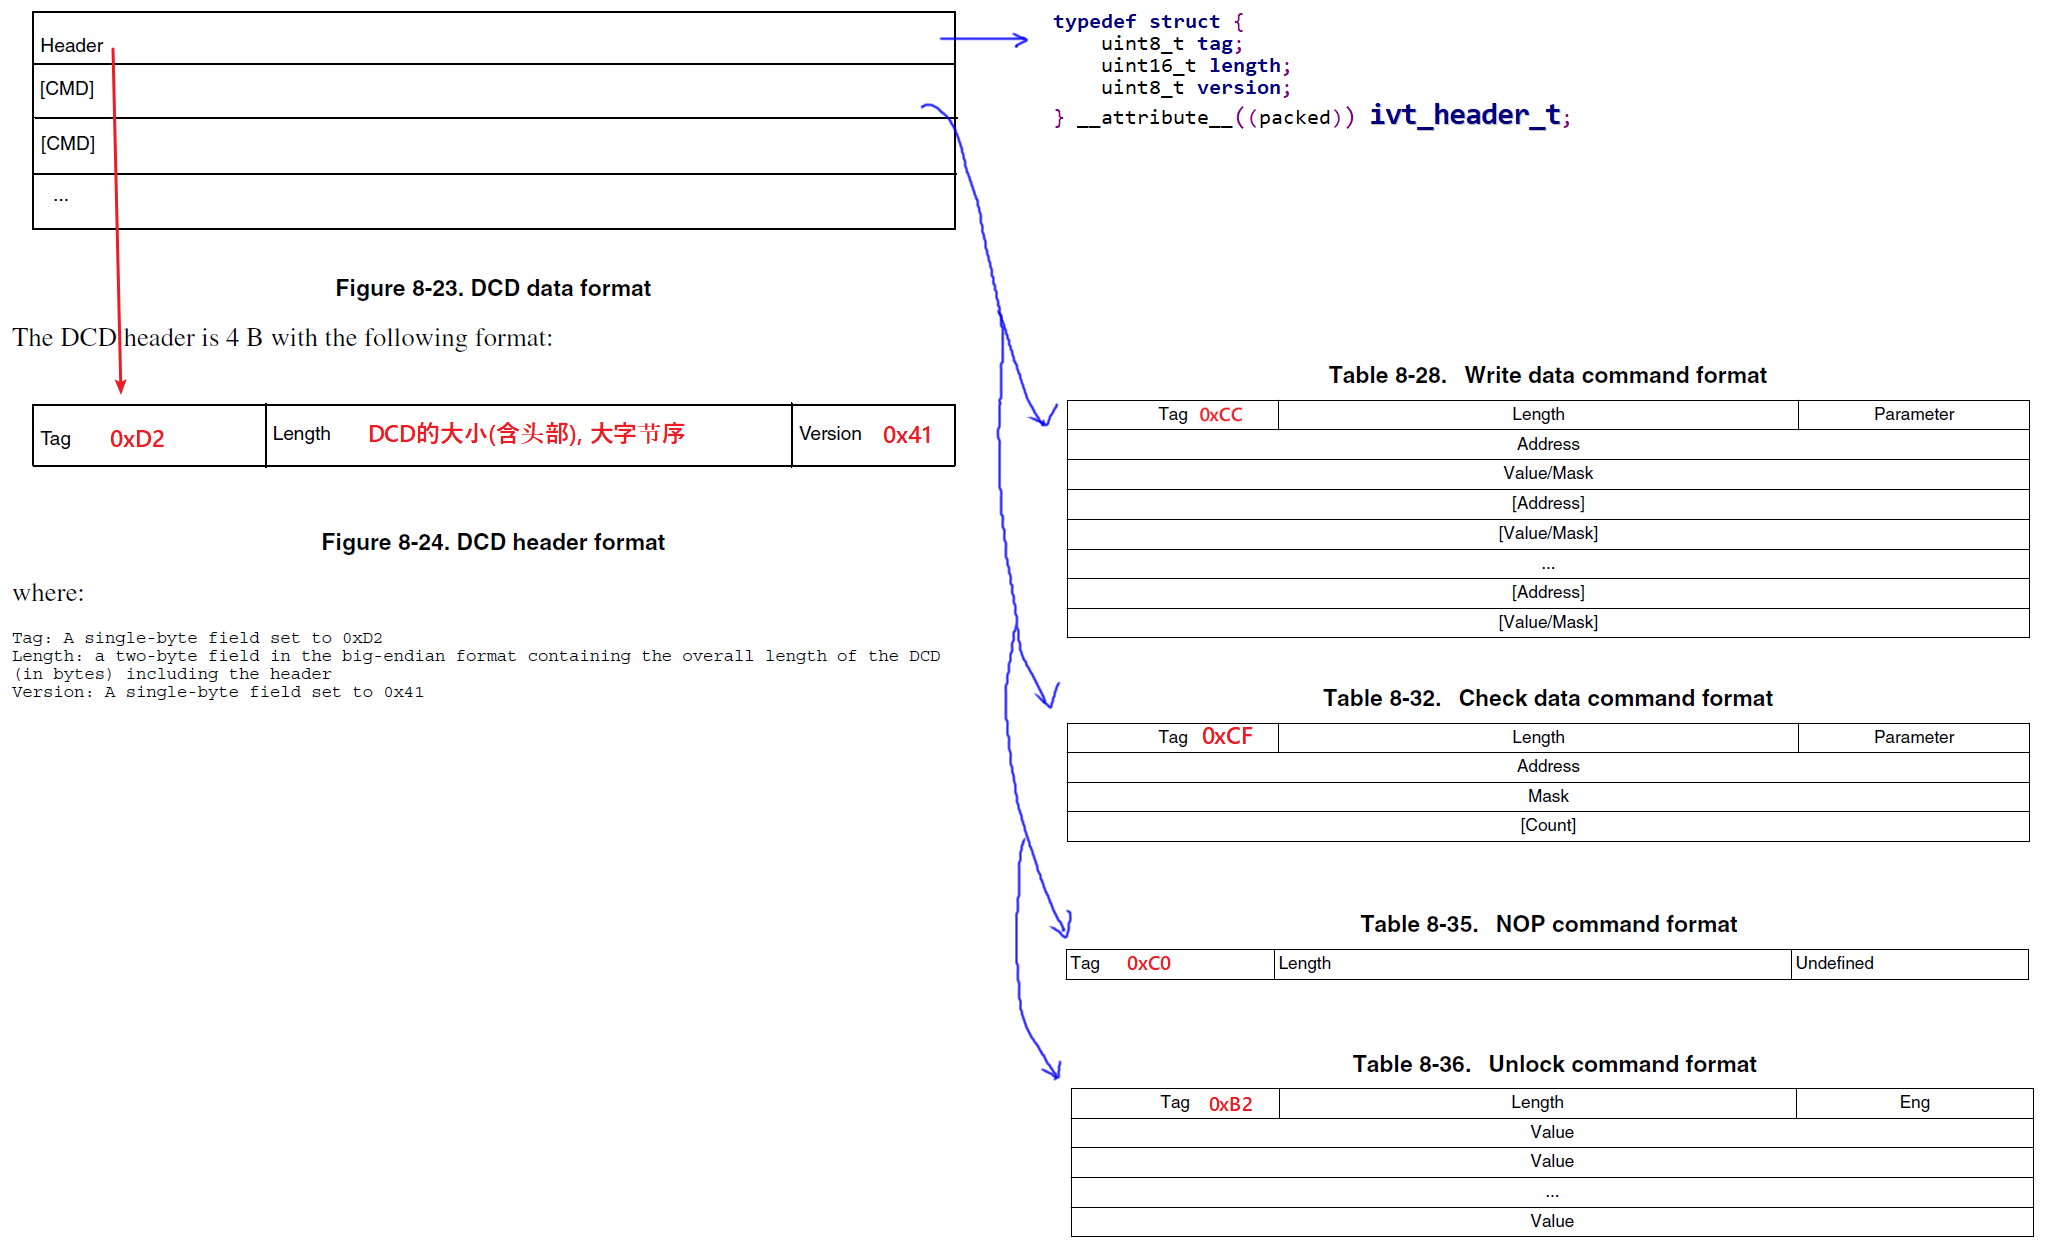 Header
[CMD]
[CMD]
...
Figure 8-23. DCD data format
The DCD header is 4 B with the following format:
Tag 0xD2 Length DCD的大小(含头部), 大字节序 Version 0x41
Figure 8-24. DCD header format
where:
Tag: A single-byte field set to 0xD2
Length: a two-byte field in the big-endian format containing the overall length of the DCD
(in bytes) including the header
Version: A single-byte field set to 0x41
typedef struct {
uint8_t tag;
uint16_t length;
uint8_t version;
} __attribute__((packed)) ivt_header_t;
Table 8-28. Write data command format
Tag 0xCC Length Parameter
Address
Value/Mask
[Address]
[Value/Mask]
...
[Address]
[Value/Mask]
Table 8-32. Check data command format
Tag 0xCF Length Parameter
Address
Mask
[Count]
Table 8-35. NOP command format
Tag 0xC0 Length Undefined
Table 8-36. Unlock command format
Tag 0xB2 Length Eng
Value
Value
...
Value